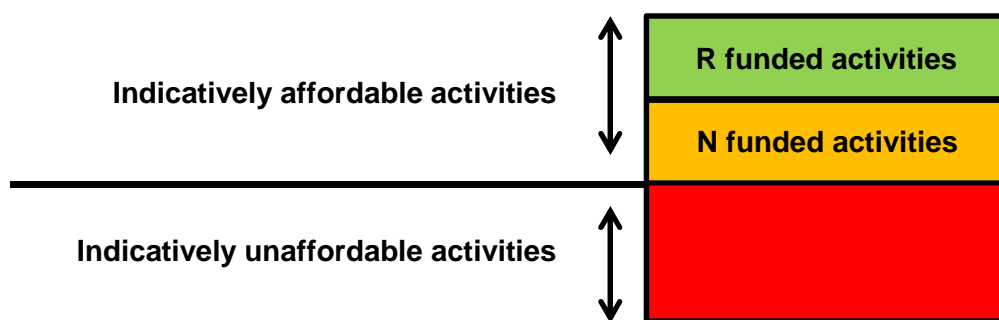 R funded activities
Indicatively affordable activities
N funded activities
Indicatively unaffordable activities